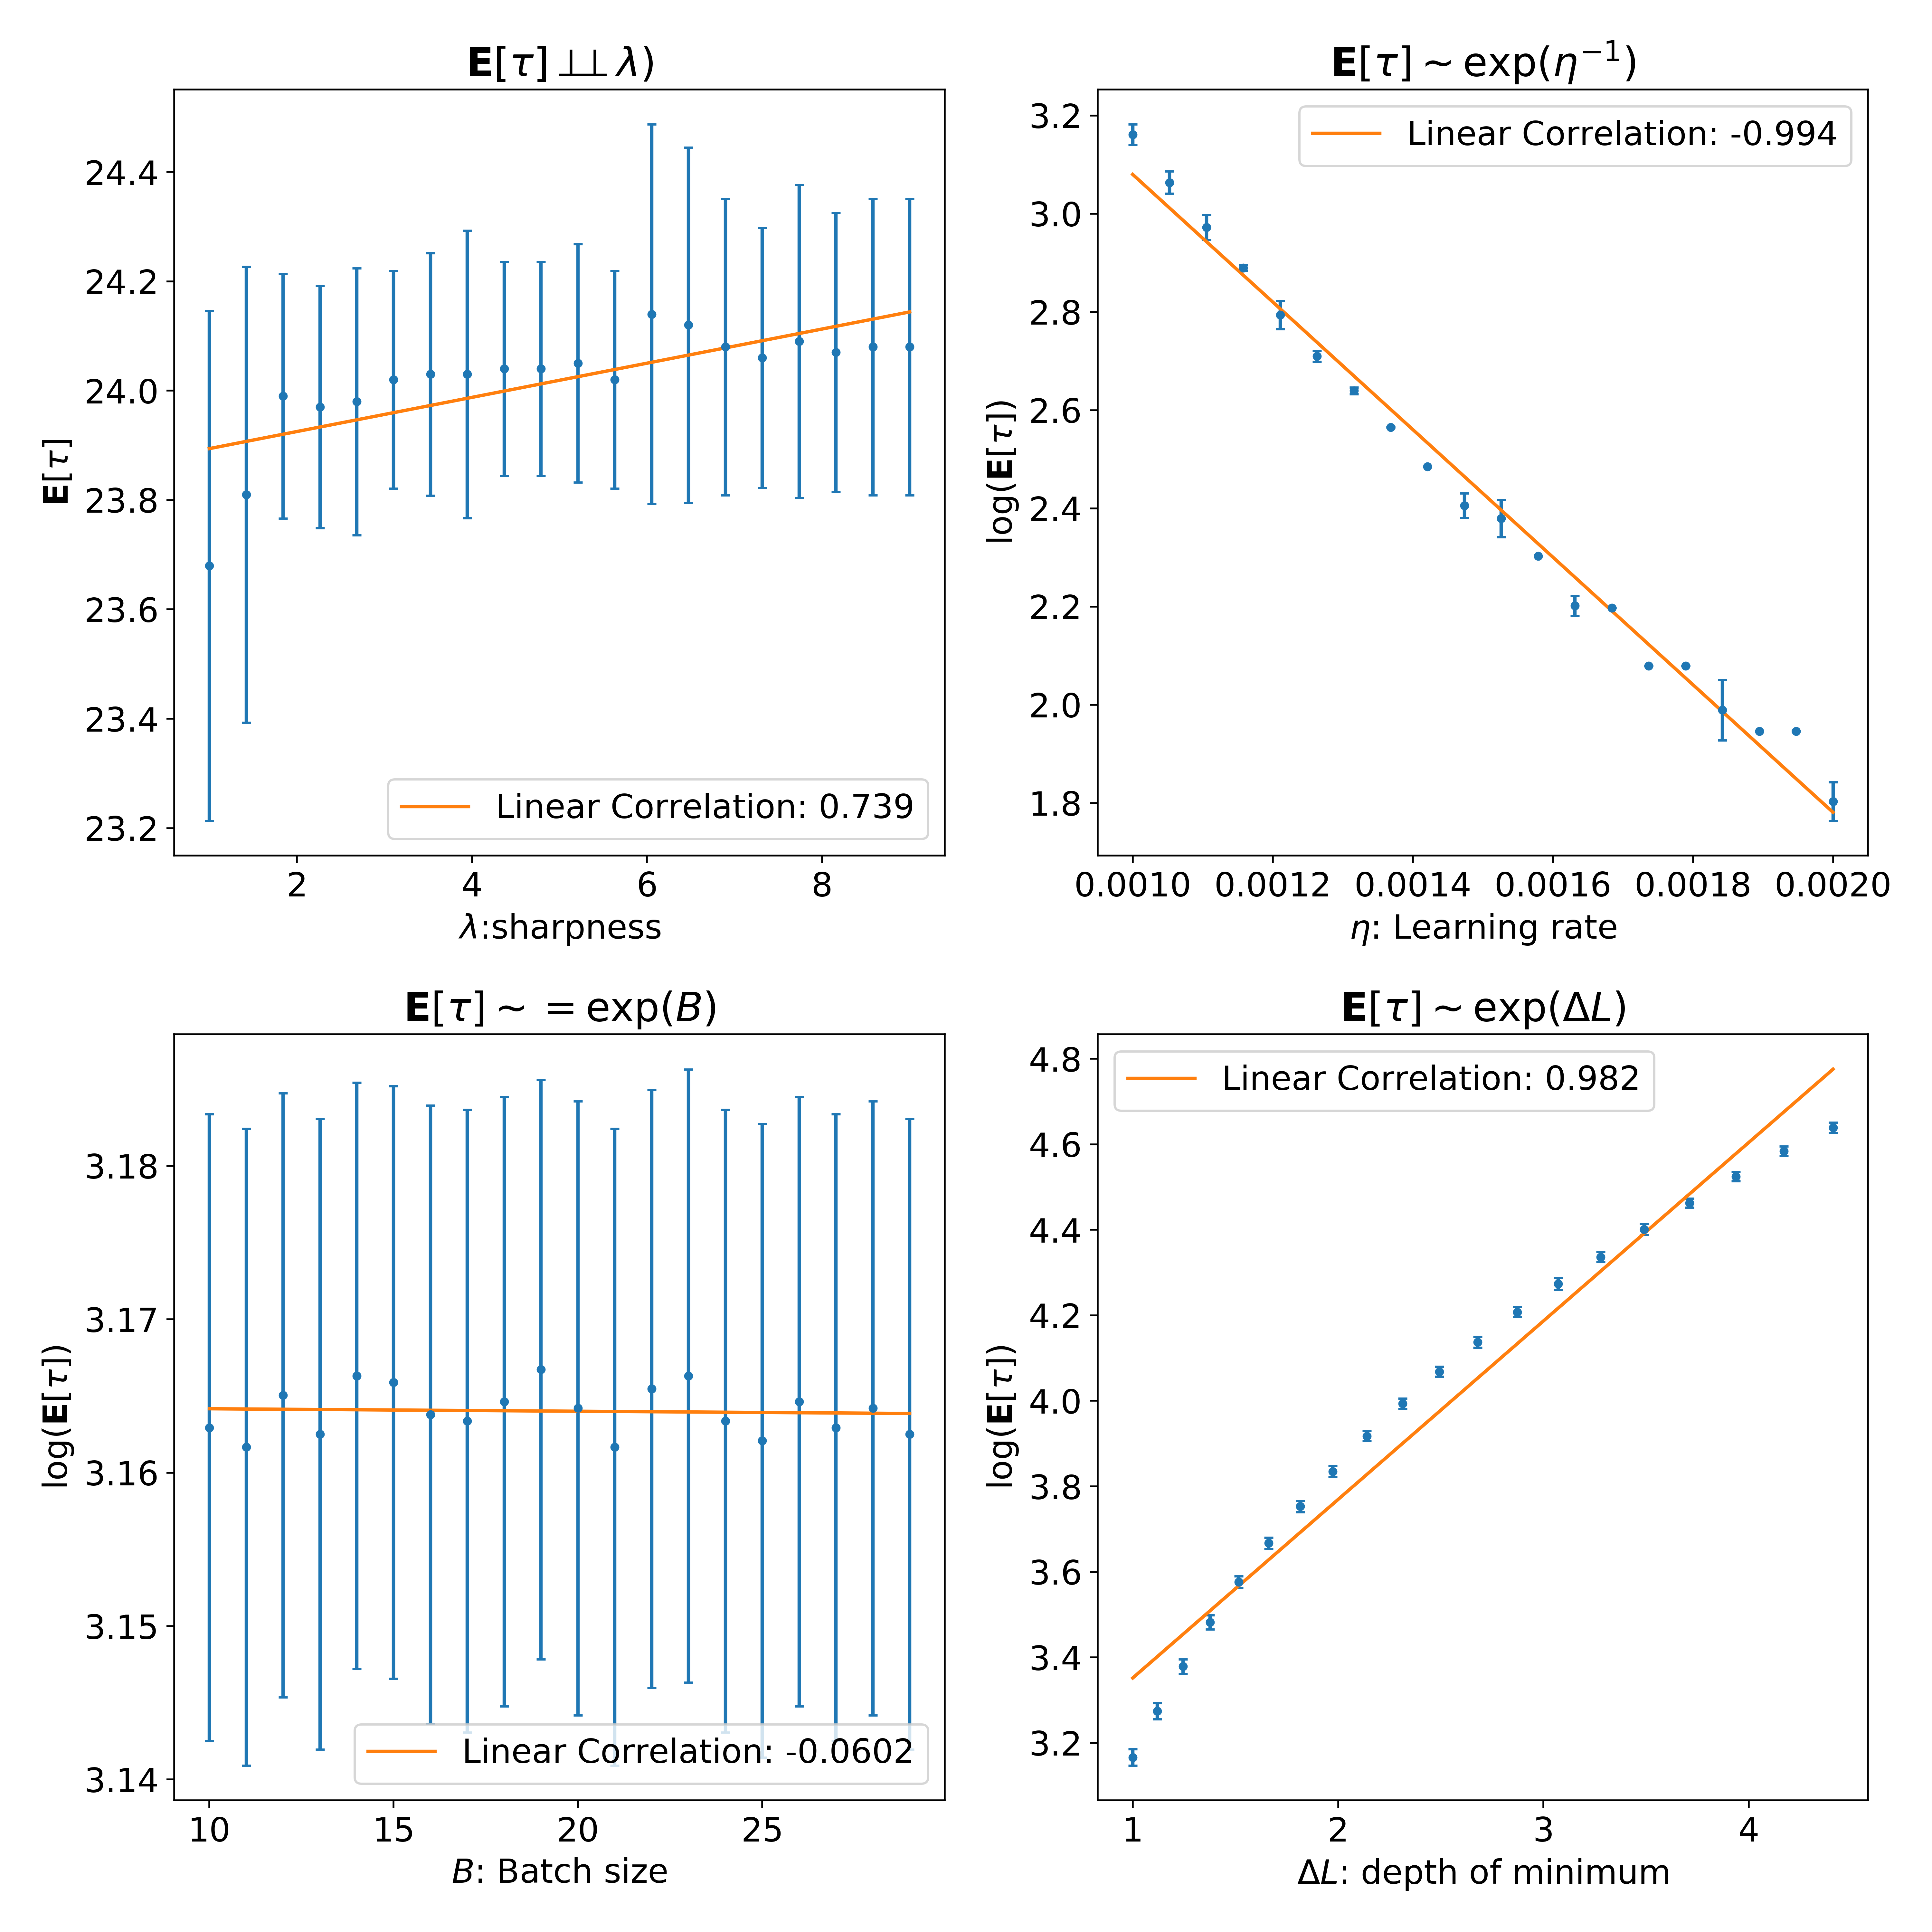 E[τ] ⊥⊥ λ)
24.4
24.2
24.0
23.8
23.6
23.4
23.2
E[τ]
Linear Correlation: 0.739
2 4 6 8
λ:sharpness
E[τ] ~ exp(η⁻¹)
3.2
3.0
2.8
2.6
2.4
2.2
2.0
1.8
log(E[τ])
Linear Correlation: -0.994
0.0010 0.0012 0.0014 0.0016 0.0018 0.0020
η: Learning rate
E[τ] ~ = exp(B)
3.18
3.17
3.16
3.15
3.14
log(E[τ])
Linear Correlation: -0.0602
10 15 20 25
B: Batch size
E[τ] ~ exp(ΔL)
4.8
4.6
4.4
4.2
4.0
3.8
3.6
3.4
3.2
log(E[τ])
Linear Correlation: 0.982
1 2 3 4
ΔL: depth of minimum